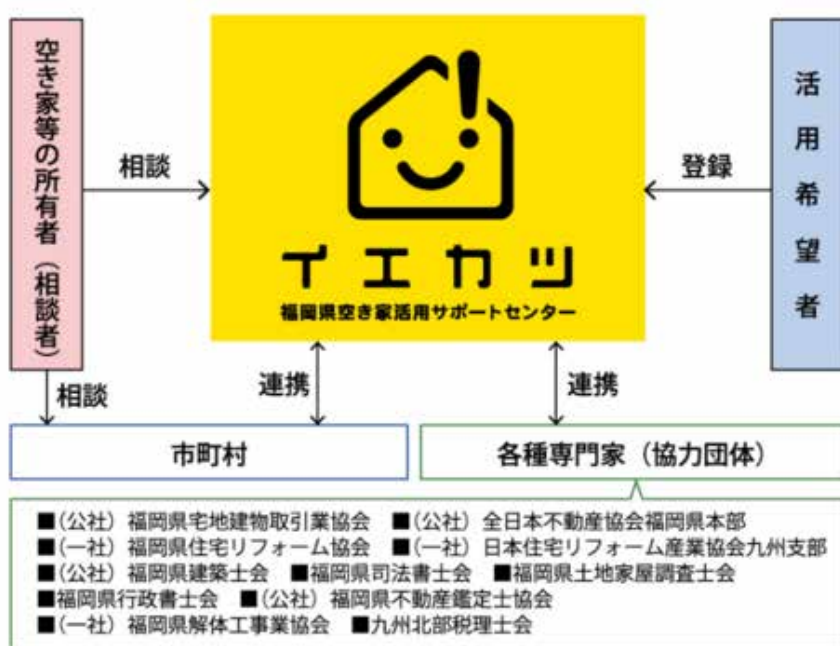 空き家等の所有者（相談者）
相談
イエカツ
福岡県空き家活用サポートセンター
登録
活用希望者
相談
連携
連携
市町村
各種専門家（協力団体）
■(公社）福岡県宅地建物取引業協会　■(公社）全日本不動産協会福岡県本部
■(一社）福岡県住宅リフォーム協会　■(一社）日本住宅リフォーム産業協会九州支部
■(公社）福岡県建築士会　■福岡県司法書士会　■福岡県土地家屋調査士会
■福岡県行政書士会　■(公社）福岡県不動産鑑定士協会
■(一社）福岡県解体工事業協会　■九州北部税理士会